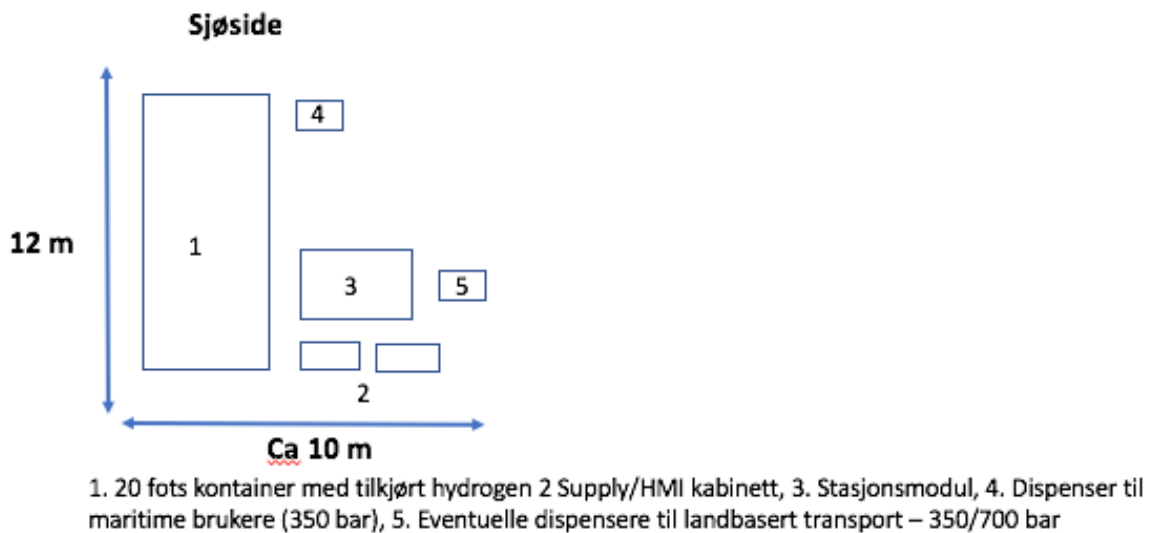 Sjøside
4
12 m
1
3
5
2
Ca 10 m
1. 20 fots kontainer med tilkjørt hydrogen 2 Supply/HMI kabinett, 3. Stasjonsmodul, 4. Dispenser til
maritime brukere (350 bar), 5. Eventuelle dispensere til landbasert transport – 350/700 bar